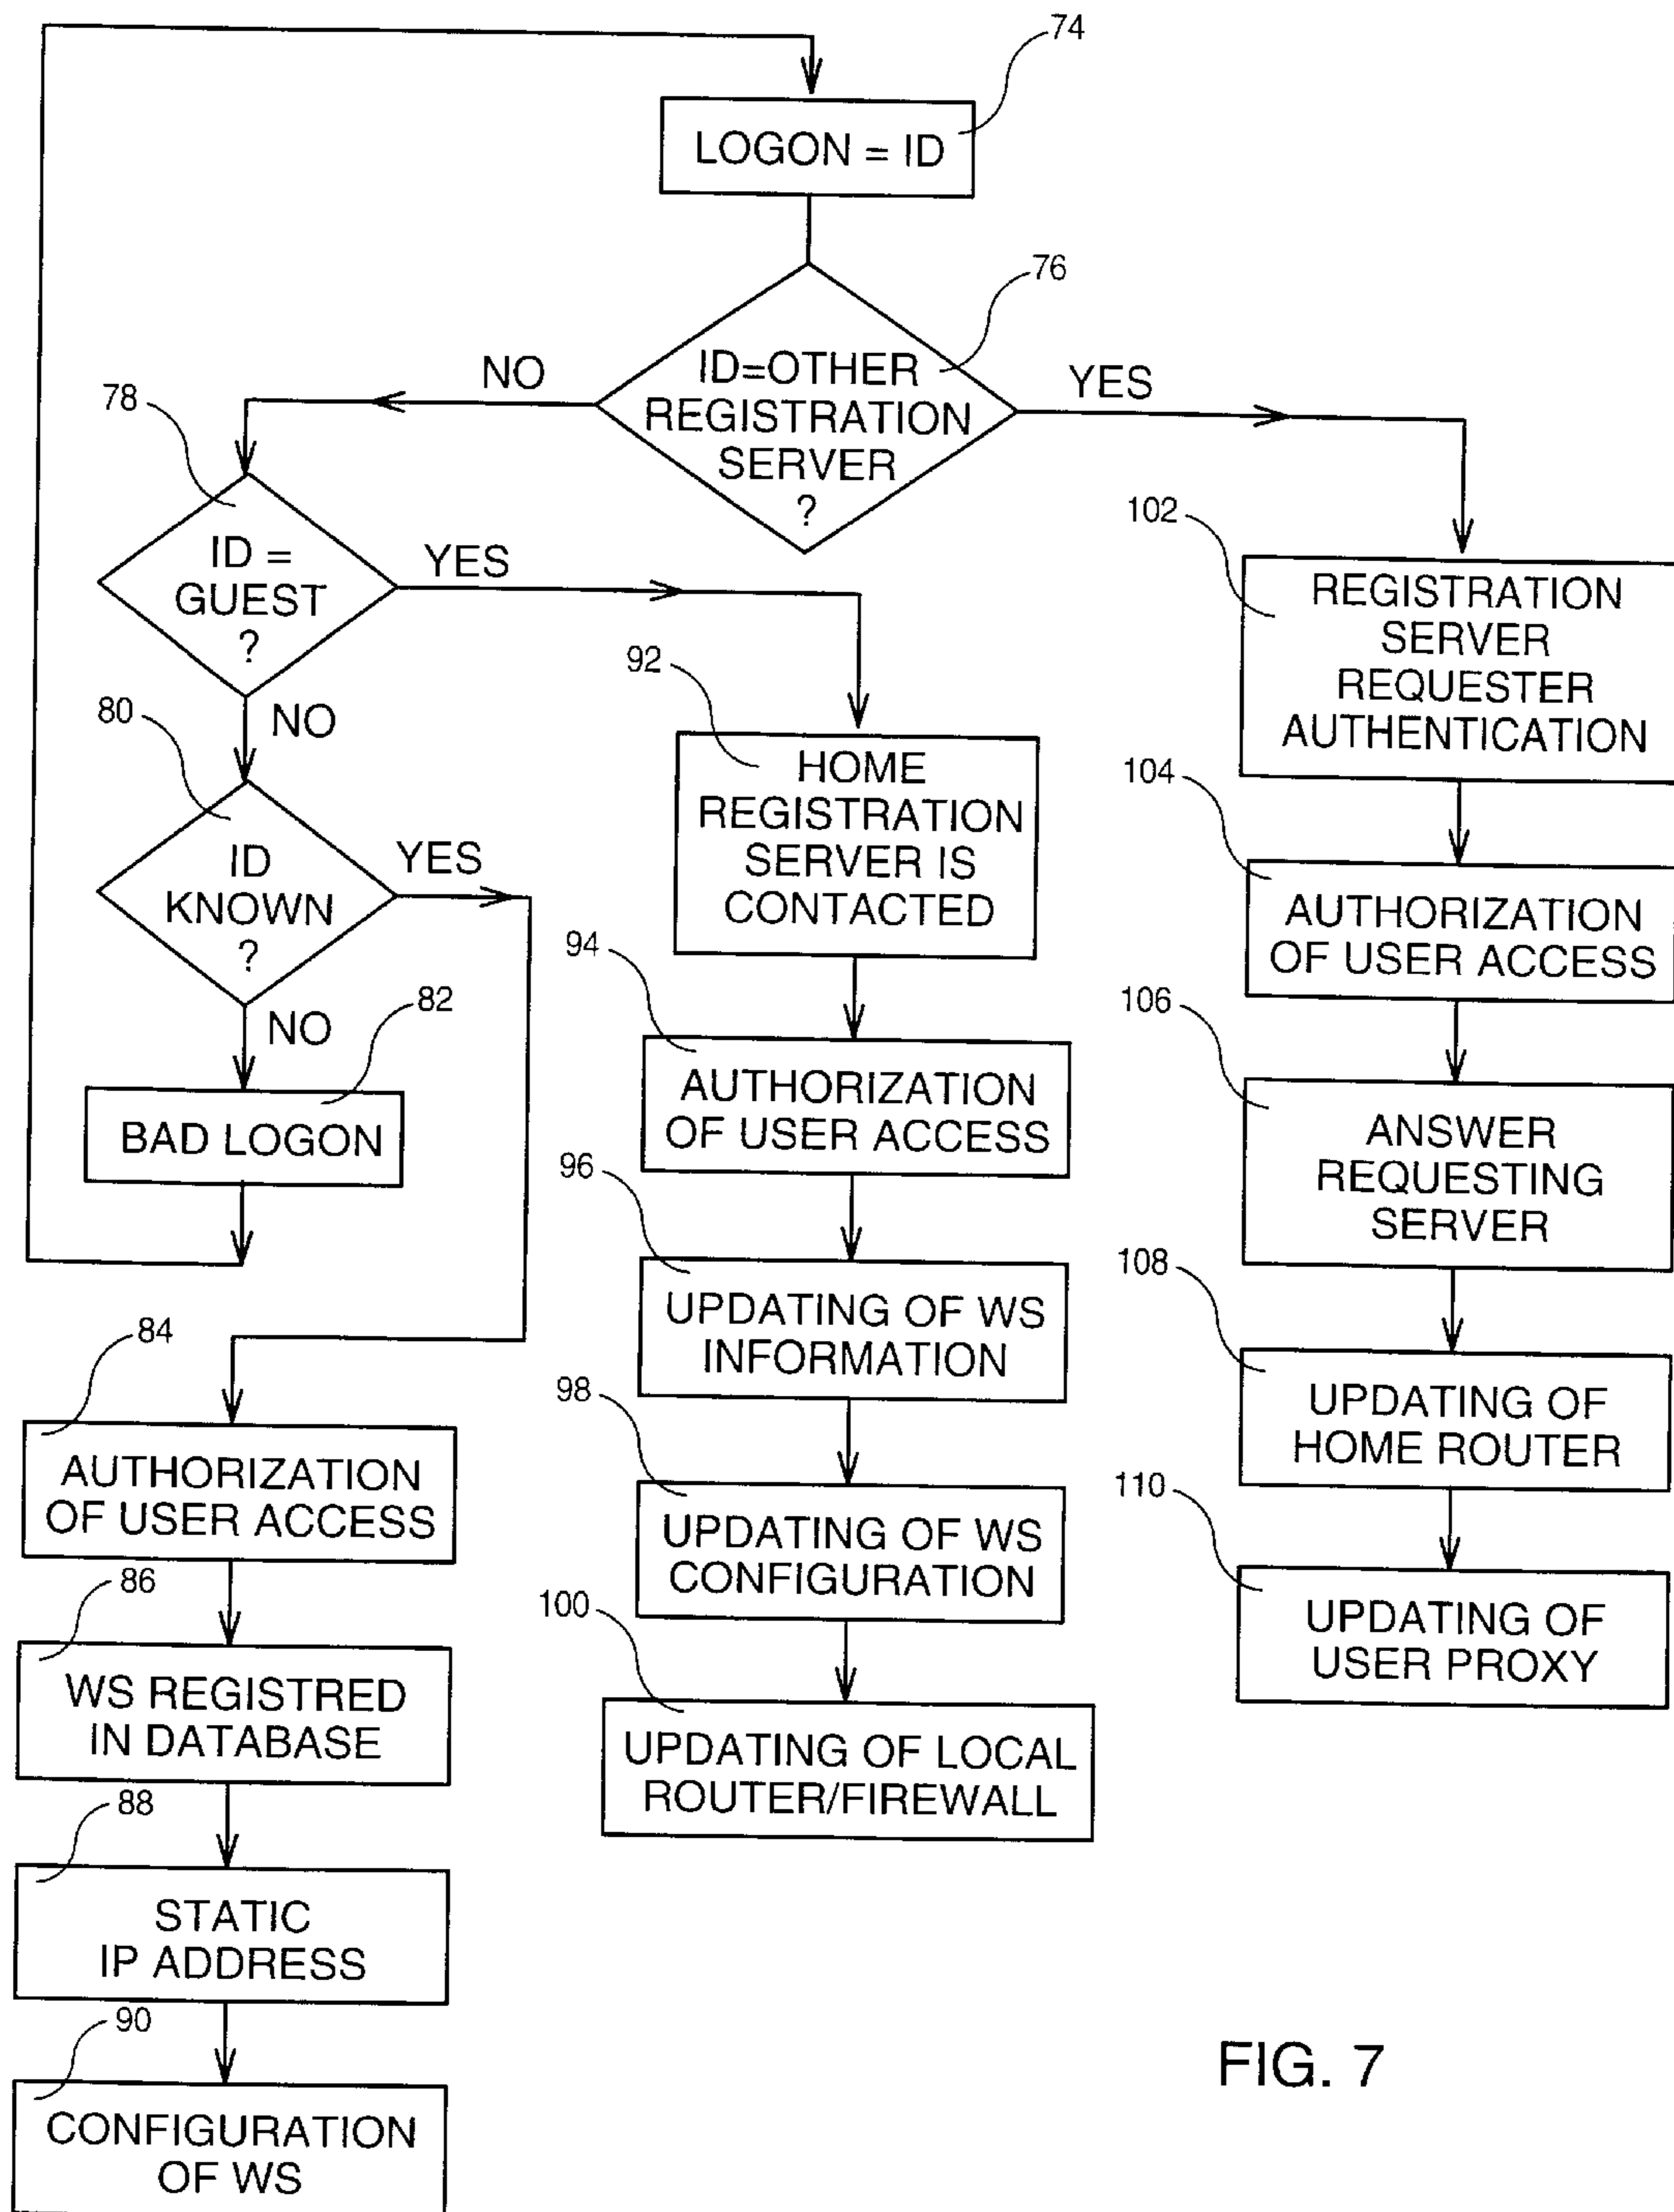 74
LOGON = ID
76
ID=OTHER
REGISTRATION
SERVER
?
NO
YES
78
ID =
GUEST
?
YES
NO
80
ID
KNOWN
?
YES
NO
82
BAD LOGON
84
AUTHORIZATION
OF USER ACCESS
86
WS REGISTRED
IN DATABASE
88
STATIC
IP ADDRESS
90
CONFIGURATION
OF WS
92
HOME
REGISTRATION
SERVER IS
CONTACTED
94
AUTHORIZATION
OF USER ACCESS
96
UPDATING OF WS
INFORMATION
98
UPDATING OF WS
CONFIGURATION
100
UPDATING OF LOCAL
ROUTER/FIREWALL
102
REGISTRATION
SERVER
REQUESTER
AUTHENTICATION
104
AUTHORIZATION
OF USER ACCESS
106
ANSWER
REQUESTING
SERVER
108
UPDATING OF
HOME ROUTER
110
UPDATING OF
USER PROXY
FIG. 7